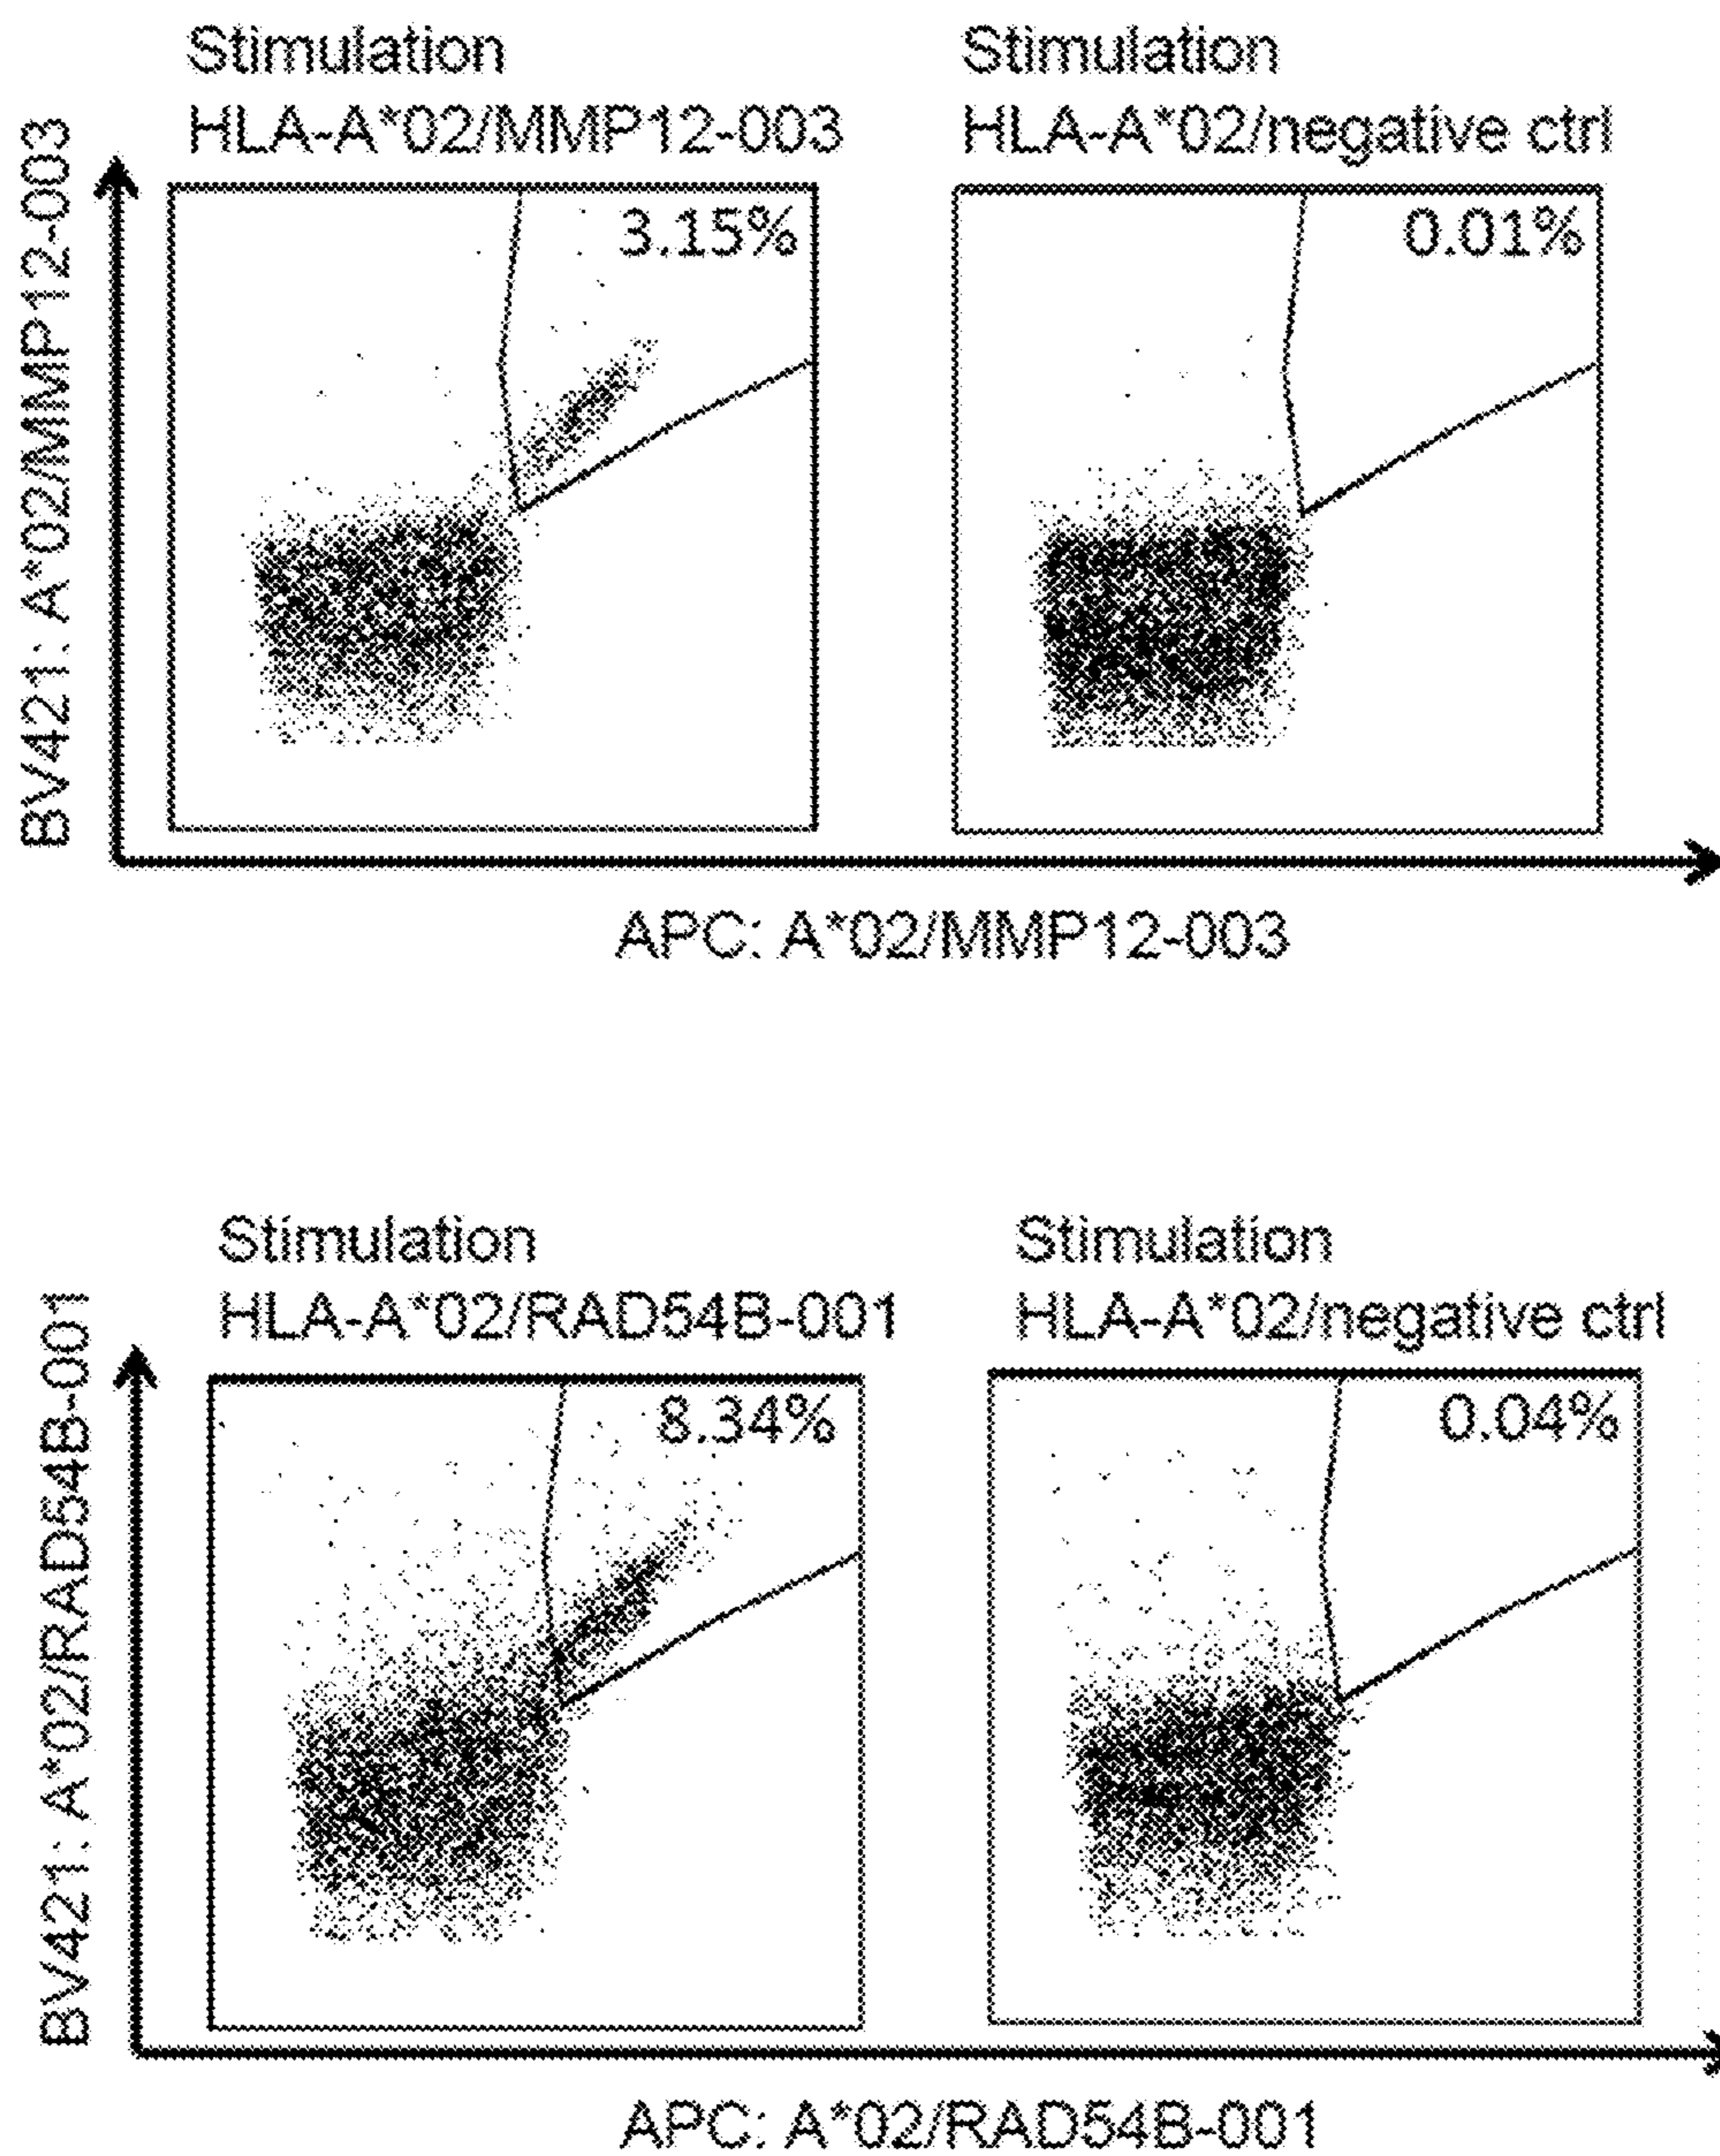 Stimulation
HLA-A*02/MMP12-003
Stimulation
HLA-A*02/negative ctrl
BV421: A*02/MMP12-003
3.15%
0.01%
APC: A*02/MMP12-003
Stimulation
HLA-A*02/RAD54B-001
Stimulation
HLA-A*02/negative ctrl
BV421: A*02/RAD54B-001
8.34%
0.04%
APC: A*02/RAD54B-001